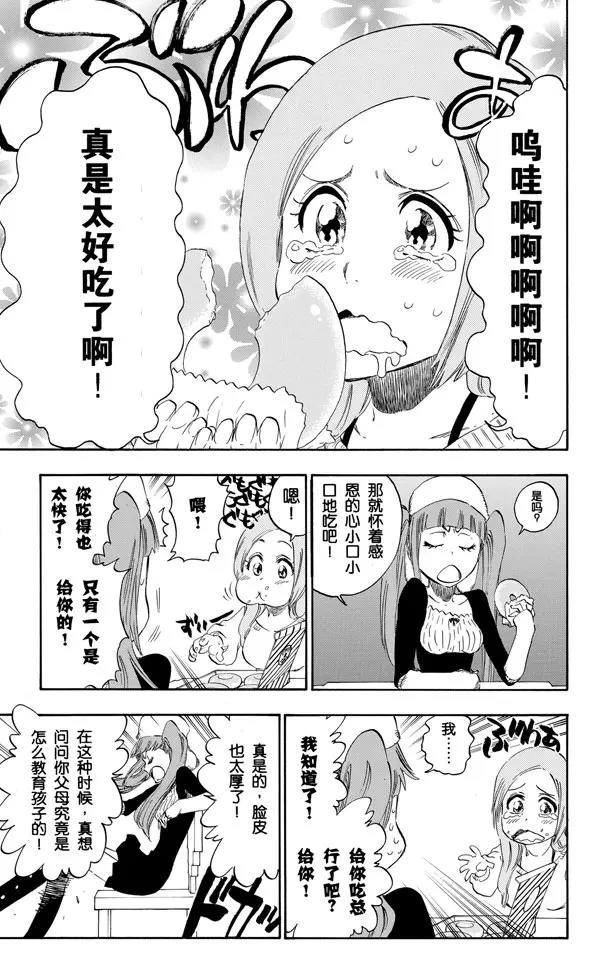 呜哇啊啊啊啊啊！
真是太好吃了啊！
是吗？
那就怀着感
恩的心小口小
口地吃吧！
嗯！
喂！
你吃得也
太快了！
只有一个是
给你的！
我……
我知道了！
给你吃总
行了吧？
给你！
真是的，脸皮
也太厚了！
在这种时候，真想
问问你父母究竟是
怎么教育孩子的！